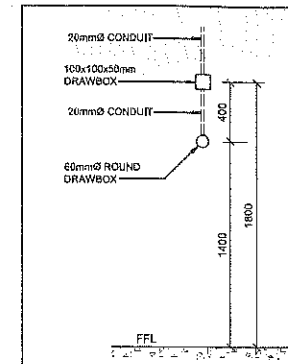 20mmØ CONDUIT
100x100x50mm
DRAWBOX
20mmØ CONDUIT
60mmØ ROUND
DRAWBOX
400
1400
1800
FFL